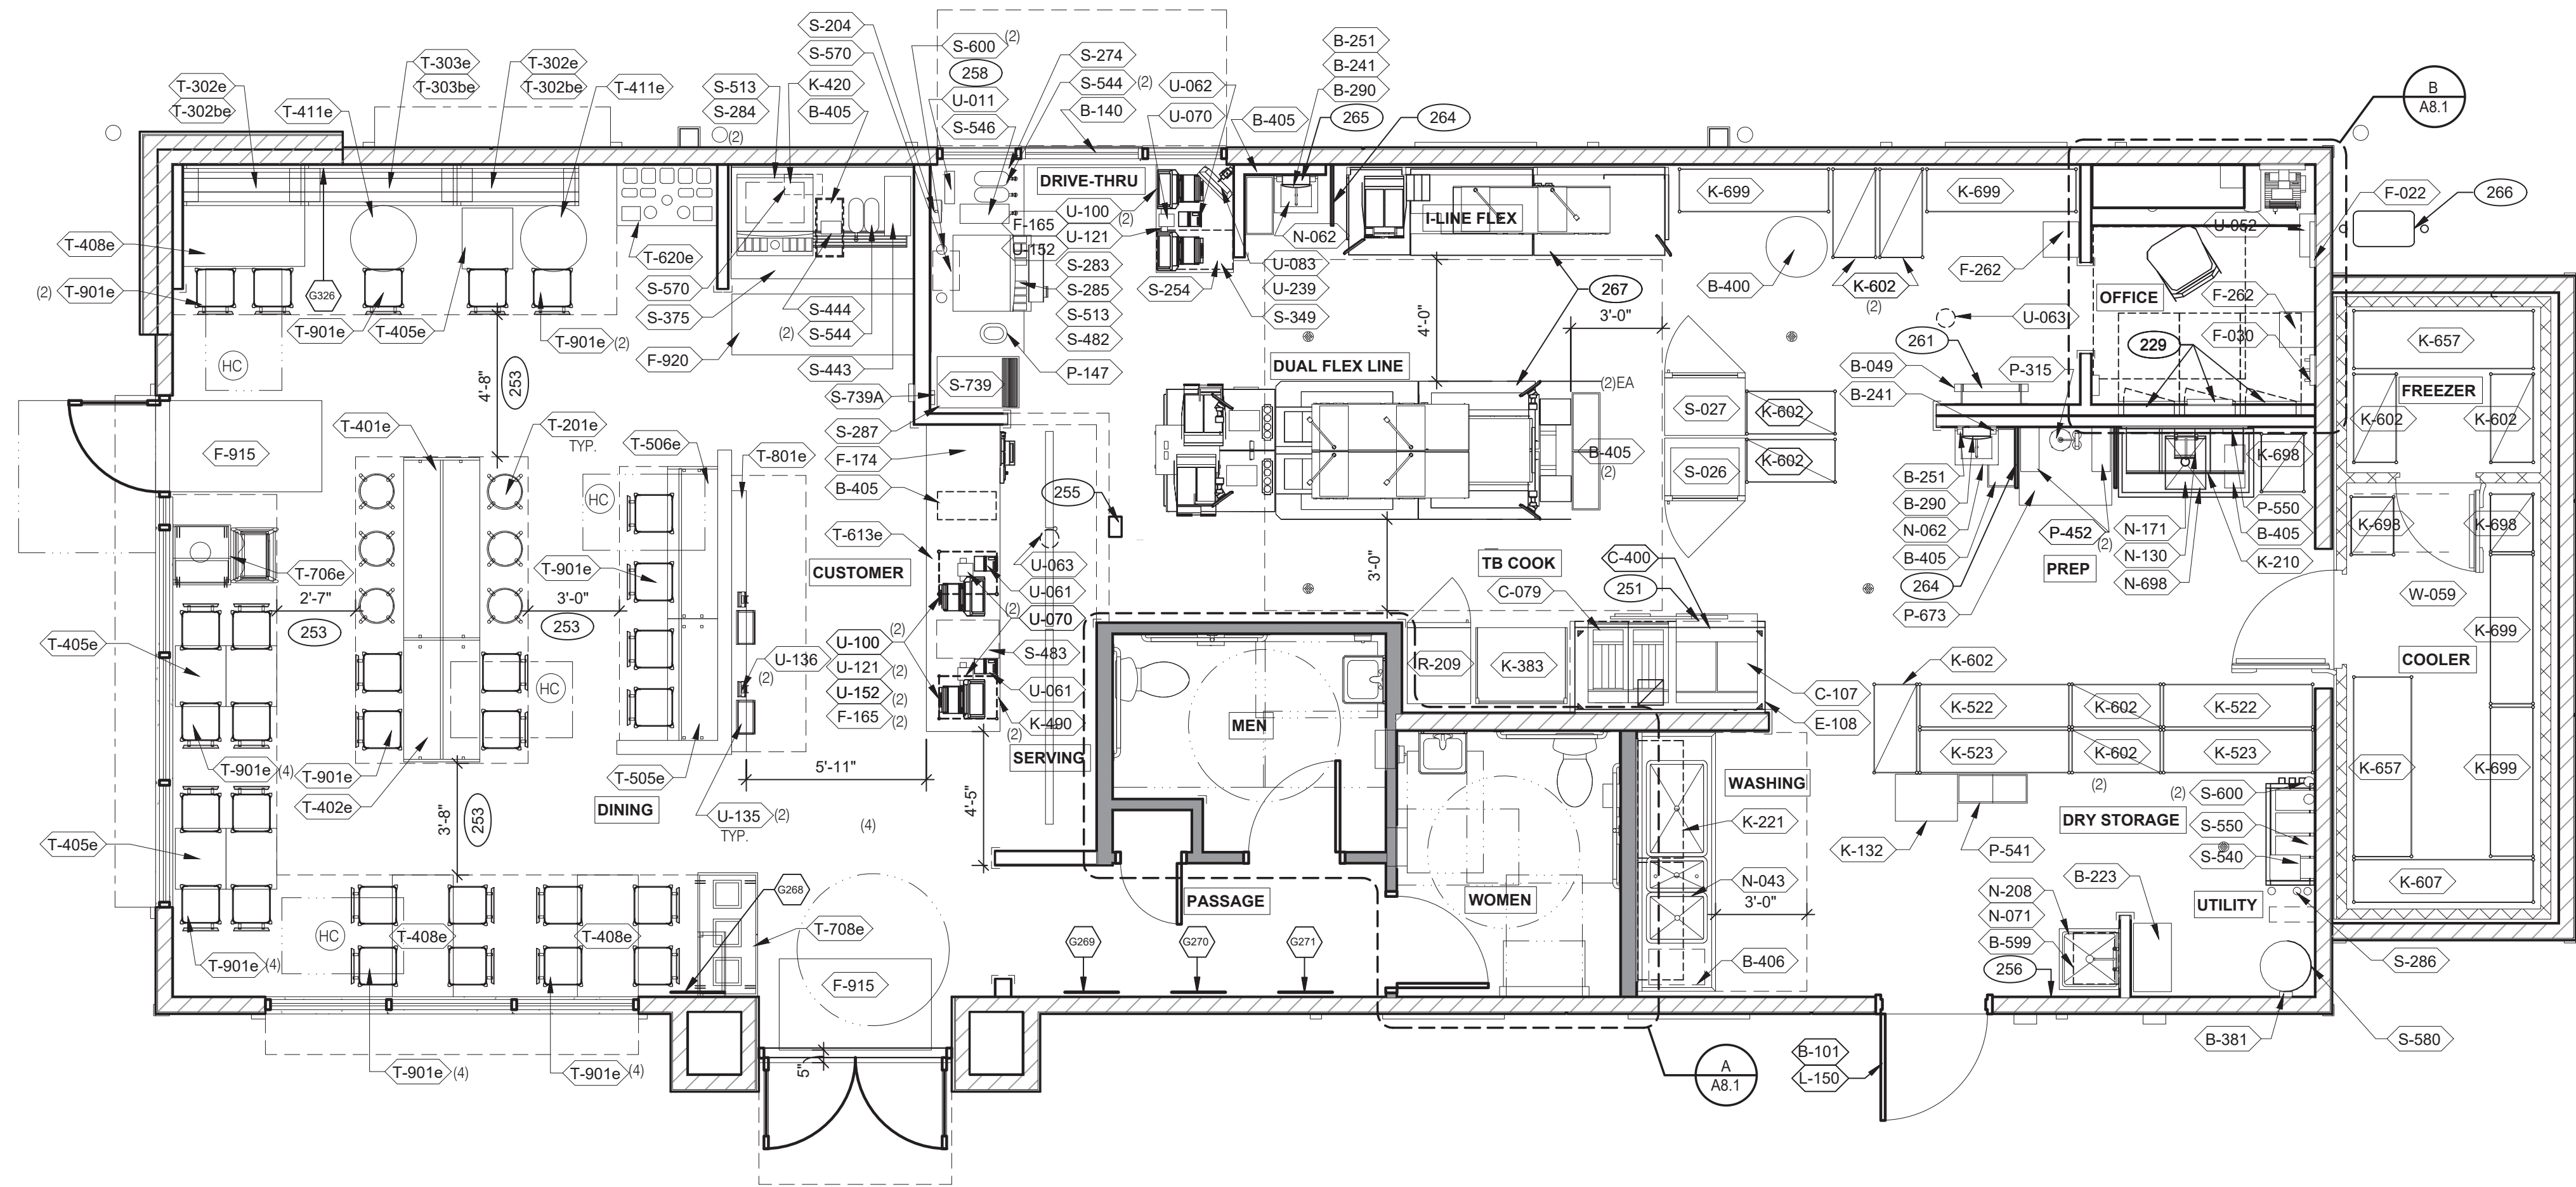 S-204
S-570
K-420
B-405
S-600 (2)
258
U-011
S-546
S-274
S-544 (2)
B-140
U-062
U-070
B-251
B-241
B-290
B-405
265
264
B
A8.1
T-302e
T-302be
T-411e
T-303e
T-303be
T-302e
T-302be
T-411e
S-513
S-284
(2)
DRIVE-THRU
K-699
K-699
F-022
266
T-408e
(2) T-901e
G326
T-901e
T-405e
T-901e (2)
T-620e
S-570
S-375
F-920
S-444
(2) S-544
S-443
F-165
U-100 (2)
U-121
U-152
S-283
S-285
S-513
S-482
P-147
S-254
N-062
U-083
U-239
S-349
I-LINE FLEX
267
4'-0"
3'-0"
B-400
K-602
(2)
F-262
U-052
OFFICE
F-262
U-063
F-030
229
261
B-049
P-315
B-241
HC
4'-8"
253
S-739
S-739A
S-287
F-174
B-405
DUAL FLEX LINE
(2)EA
B-405
(2)
S-027
K-602
S-026
K-602
K-657
FREEZER
K-602
K-602
K-698
K-698
K-698
F-915
T-401e
T-201e
TYP.
T-506e
T-801e
HC
255
T-613e
CUSTOMER
U-063
U-061
(2)
U-070
S-483
U-061
K-490
(2)
B-251
B-290
N-062
B-405
264
P-673
P-452
(2)
PREP
N-171
N-130
N-698
P-550
B-405
K-210
W-059
K-699
COOLER
T-706e
2'-7"
253
3'-0"
253
T-901e
3'-0"
TB COOK
C-079
C-400
251
T-405e
HC
U-136
(2)
U-100 (2)
U-121 (2)
U-152 (2)
F-165 (2)
MEN
R-209
K-383
C-107
E-108
K-602
K-522
K-602
K-522
K-523
K-602
K-523
(2)
K-657
K-699
K-607
T-901e (4)
T-901e
T-402e
T-505e
5'-11"
SERVING
4'-5"
DINING
U-135 (2)
TYP.
(4)
3'-8"
253
WASHING
K-221
K-132
P-541
DRY STORAGE
(2) S-600
S-550
S-540
T-405e
T-901e (4)
HC
T-408e
T-408e
G268
T-708e
F-915
PASSAGE
G269
G270
G271
WOMEN
N-043
3'-0"
B-406
N-208
N-071
B-599
256
B-223
UTILITY
S-286
T-901e (4)
T-901e (4)
5"
A
A8.1
B-101
L-150
B-381
S-580